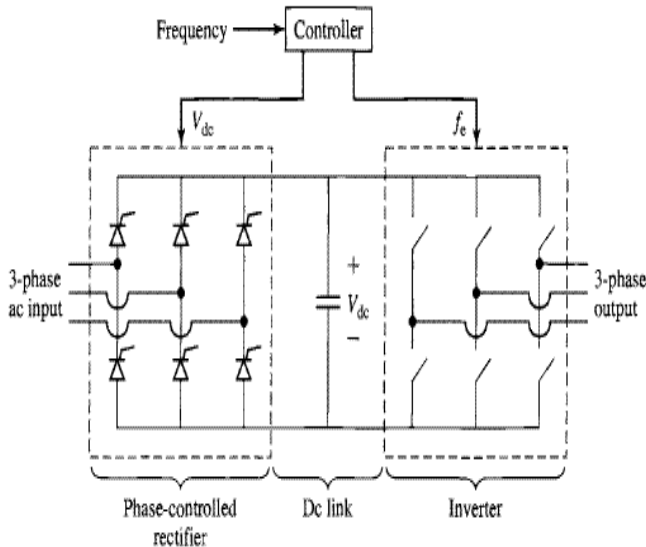 Frequency
Controller
V_dc
f_e
3-phase
ac input
+
V_dc
−
3-phase
output
Phase-controlled
rectifier
Dc link
Inverter